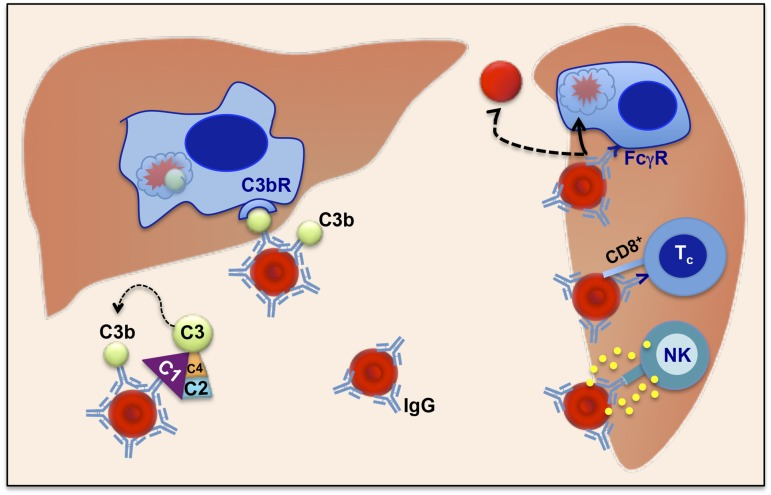 C3bR
C3b
FcγR
CD8⁺
Tc
C3b
C3
C1
C4
C2
IgG
NK